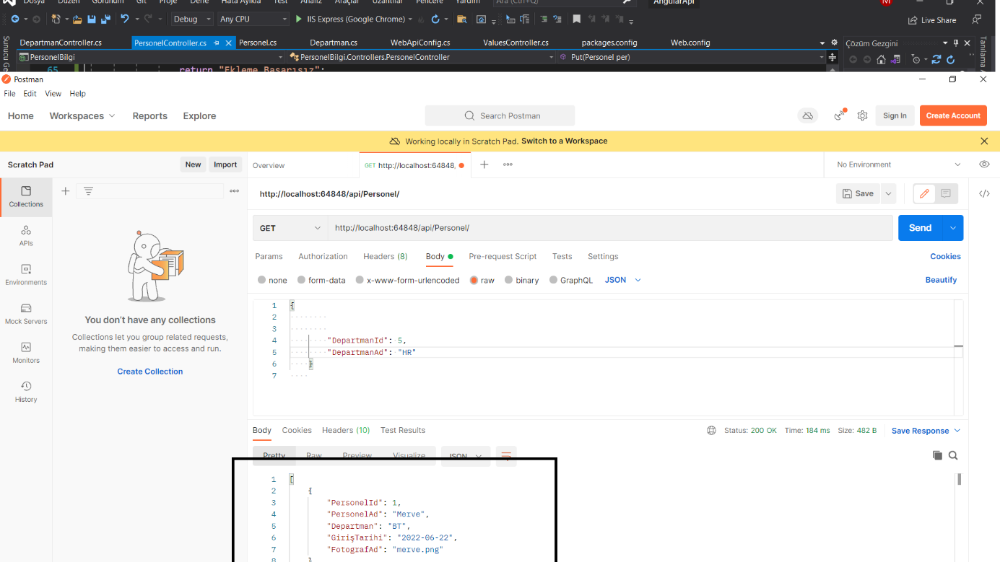 Dosya Düzen Görünüm Git Proje Dene Hata Ayıkla Test Analiz Araçlar Uzantılar Pencere Yardım Ara (Ctrl+Q) AngularApi
Debug Any CPU IIS Express (Google Chrome) Live Share
DepartmanController.cs PersonelController.cs Personel.cs Departman.cs WebApiConfig.cs ValuesController.cs packages.config Web.config Çözüm Gezgini
PersonelBilgi PersonelBilgi.Controllers.PersonelController Put(Personel per)
65 return "Ekleme Başarısız";
Postman
File Edit View Help
Home Workspaces Reports Explore Search Postman Sign In Create Account
Working locally in Scratch Pad. Switch to a Workspace
Scratch Pad New Import Overview GET http://localhost:64848, No Environment
Collections
APIs
Environments
Mock Servers
Monitors
History
You don't have any collections
Collections let you group related requests,
making them easier to access and run.
Create Collection
http://localhost:64848/api/Personel/ Save
GET http://localhost:64848/api/Personel/ Send
Params Authorization Headers (8) Body Pre-request Script Tests Settings Cookies
none form-data x-www-form-urlencoded raw binary GraphQL JSON Beautify
1 {
2
3
4 "DepartmanId": 5,
5 "DepartmanAd": "HR"
6 }
7
Body Cookies Headers (10) Test Results Status: 200 OK Time: 184 ms Size: 482 B Save Response
Pretty Raw Preview Visualize JSON
1 [
2 {
3 "PersonelId": 1,
4 "PersonelAd": "Merve",
5 "Departman": "BT",
6 "GirişTarihi": "2022-06-22",
7 "FotografAd": "merve.png"
8 }